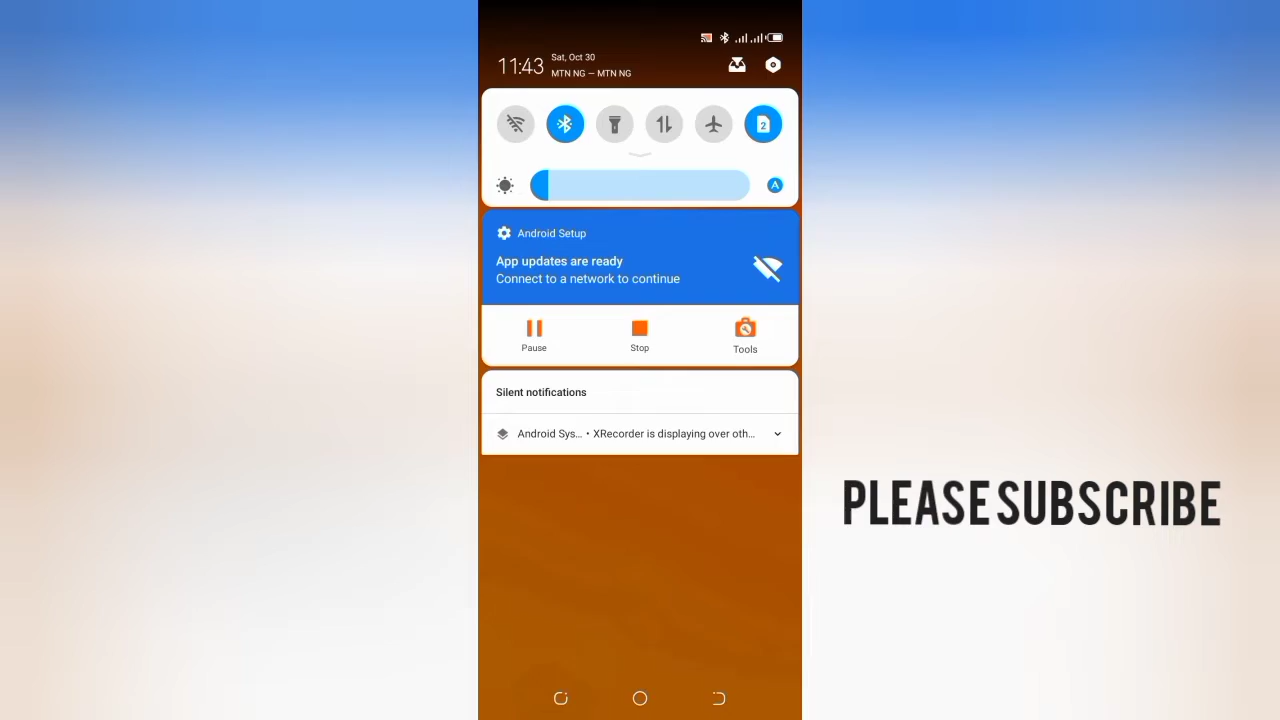 11:43
Sat, Oct 30
MTN NG — MTN NG
2
A
Android Setup
App updates are ready
Connect to a network to continue
Pause
Stop
Tools
Silent notifications
Android Sys... • XRecorder is displaying over oth...
PLEASE SUBSCRIBE